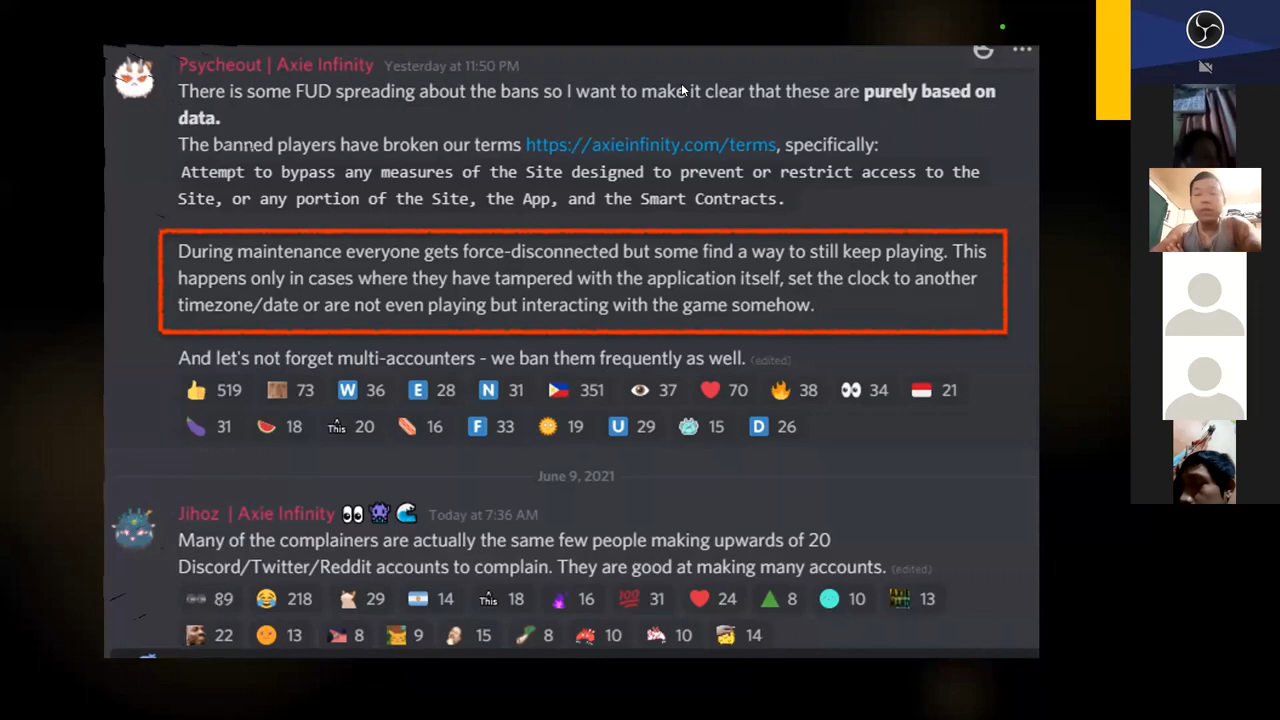 Psycheout | Axie Infinity Yesterday at 11:50 PM
There is some FUD spreading about the bans so I want to make it clear that these are purely based on
data.
The banned players have broken our terms https://axieinfinity.com/terms, specifically:
Attempt to bypass any measures of the Site designed to prevent or restrict access to the
Site, or any portion of the Site, the App, and the Smart Contracts.
During maintenance everyone gets force-disconnected but some find a way to still keep playing. This
happens only in cases where they have tampered with the application itself, set the clock to another
timezone/date or are not even playing but interacting with the game somehow.
And let's not forget multi-accounters - we ban them frequently as well. (edited)
519 73 W 36 E 28 N 31 351 37 70 38 34 21
31 18 This 20 16 F 33 19 U 29 15 D 26
June 9, 2021
Jihoz | Axie Infinity Today at 7:36 AM
Many of the complainers are actually the same few people making upwards of 20
Discord/Twitter/Reddit accounts to complain. They are good at making many accounts. (edited)
89 218 29 14 This 18 16 100 31 24 8 10 13
22 13 8 9 15 8 10 10 14